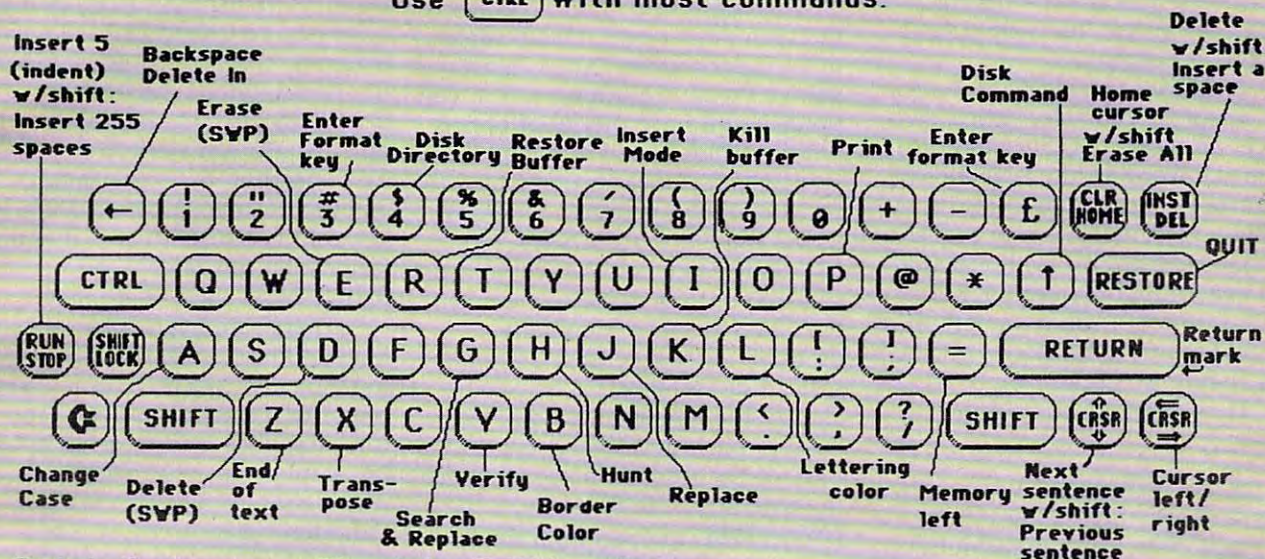 Use CTRL with most commands.
Insert 5
(indent)
w/shift:
Insert 255
spaces
Backspace
Delete In
Erase
(SWP)
Enter
Format
key
Disk
Directory
Restore
Buffer
Insert
Mode
Kill
buffer
Print
Enter
format key
Disk
Command
Home
cursor
w/shift
Erase All
Delete
w/shift
Insert a
space
← ! 1 " 2 # 3 $ 4 % 5 & 6 ´ 7 ( 8 ) 9 0 + - £ CLR HOME INST DEL
QUIT
CTRL Q W E R T Y U I O P @ * ↑ RESTORE
RUN STOP SHIFT LOCK A S D F G H J K L [ : ] ; = RETURN
Return
mark
↵
C= SHIFT Z X C V B N M < . > , ? / SHIFT ⇑ CRSR ⇓ ⇐ CRSR ⇒
Change
Case
Delete
(SWP)
End
of
text
Trans-
pose
Search
& Replace
Verify
Border
Color
Hunt
Replace
Lettering
color
Memory
left
Next
sentence
w/shift:
Previous
sentence
Cursor
left/
right